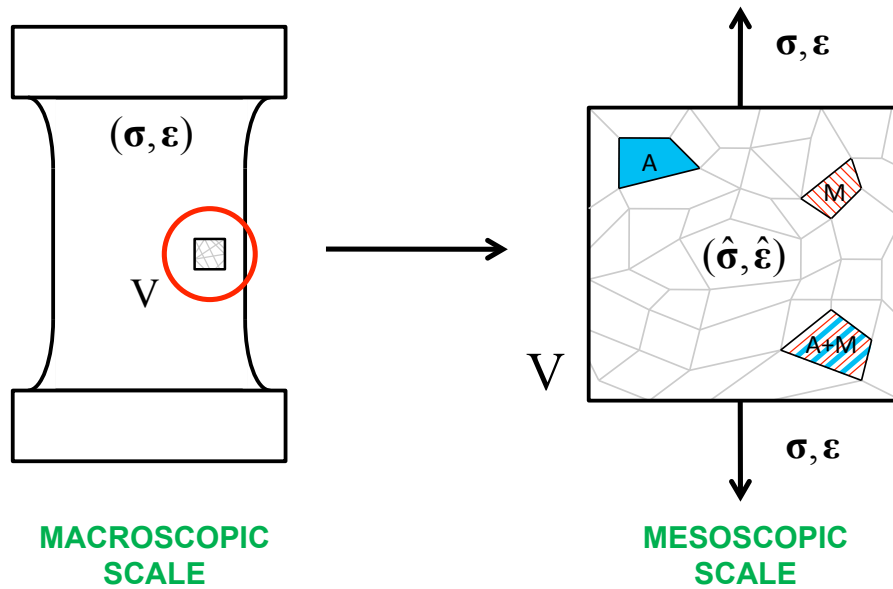 (σ, ε)
V
σ, ε
A
M
(σ̂, ε̂)
A+M
V
σ, ε
MACROSCOPIC
SCALE
MESOSCOPIC
SCALE